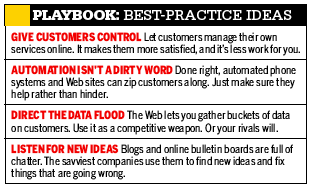 PLAYBOOK: BEST-PRACTICE IDEAS
GIVE CUSTOMERS CONTROL Let customers manage their own
services online. It makes them more satisfied, and it's less work for you.
AUTOMATION ISN'T A DIRTY WORD Done right, automated phone
systems and Web sites can zip customers along. Just make sure they
help rather than hinder.
DIRECT THE DATA FLOOD The Web lets you gather buckets of data
on customers. Use it as a competitive weapon. Or your rivals will.
LISTEN FOR NEW IDEAS Blogs and online bulletin boards are full of
chatter. The savviest companies use them to find new ideas and fix
things that are going wrong.